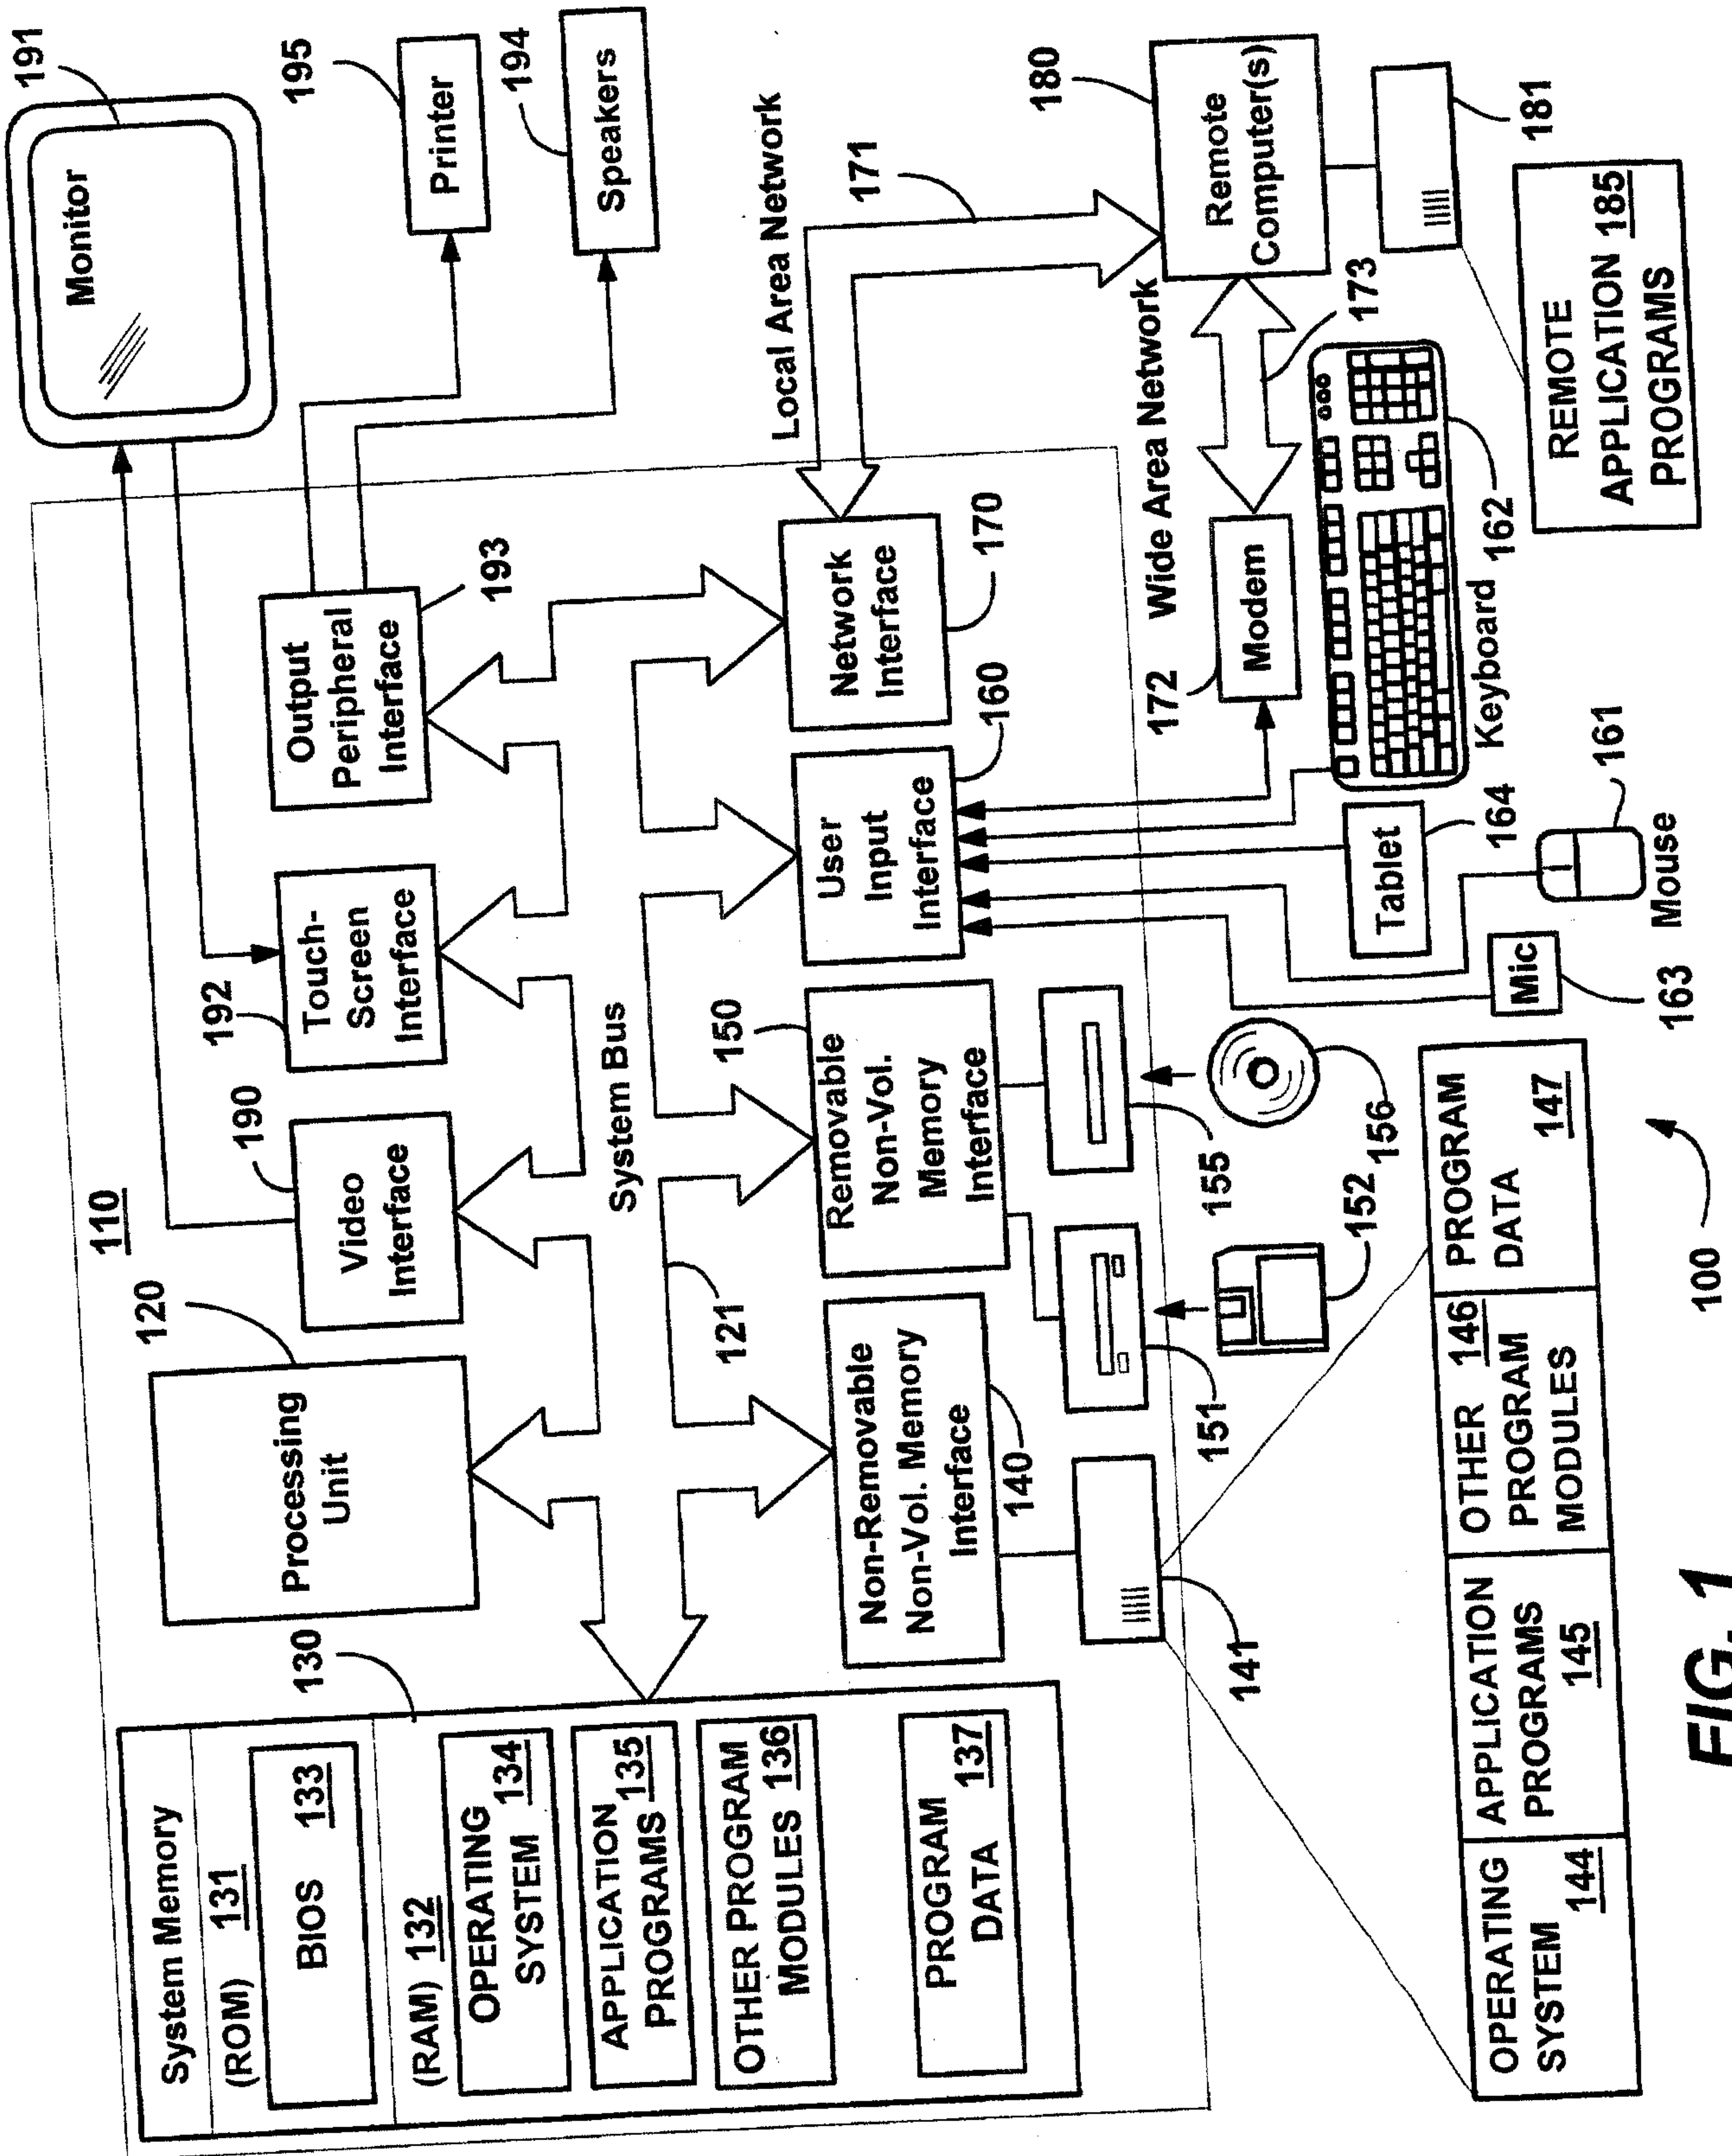 Monitor
191
110
120
190
192
Processing
Unit
Video
Interface
Touch-
Screen
Interface
Output
Peripheral
Interface
193
195
Printer
194
Speakers
System Memory
(ROM) 131
BIOS 133
130
(RAM) 132
OPERATING
SYSTEM 134
APPLICATION
PROGRAMS 135
OTHER PROGRAM
MODULES 136
PROGRAM
DATA 137
System Bus
121
150
Non-Removable
Non-Vol. Memory
Interface
140
Removable
Non-Vol.
Memory
Interface
User
Input
Interface
160
Network
Interface
170
Local Area Network
171
141
151
152
155
156
172
Modem
Wide Area Network
173
Remote
Computer(s)
180
181
Keyboard
162
Tablet
164
161
Mouse
Mic
163
REMOTE
APPLICATION 185
PROGRAMS
OPERATING
SYSTEM
144
APPLICATION
PROGRAMS
145
OTHER 146
PROGRAM
MODULES
PROGRAM
DATA
147
100
FIG. 1